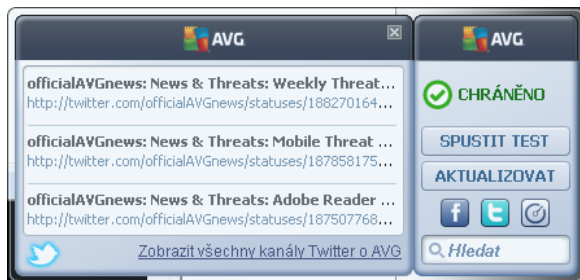 AVG
officialAVGnews: News & Threats: Weekly Threat...
http://twitter.com/officialAVGnews/statuses/188270164...
officialAVGnews: News & Threats: Mobile Threat ...
http://twitter.com/officialAVGnews/statuses/187858175...
officialAVGnews: News & Threats: Adobe Reader ...
http://twitter.com/officialAVGnews/statuses/187507768...
Zobrazit všechny kanály Twitter o AVG
AVG
CHRÁNĚNO
SPUSTIT TEST
AKTUALIZOVAT
f t
Hledat